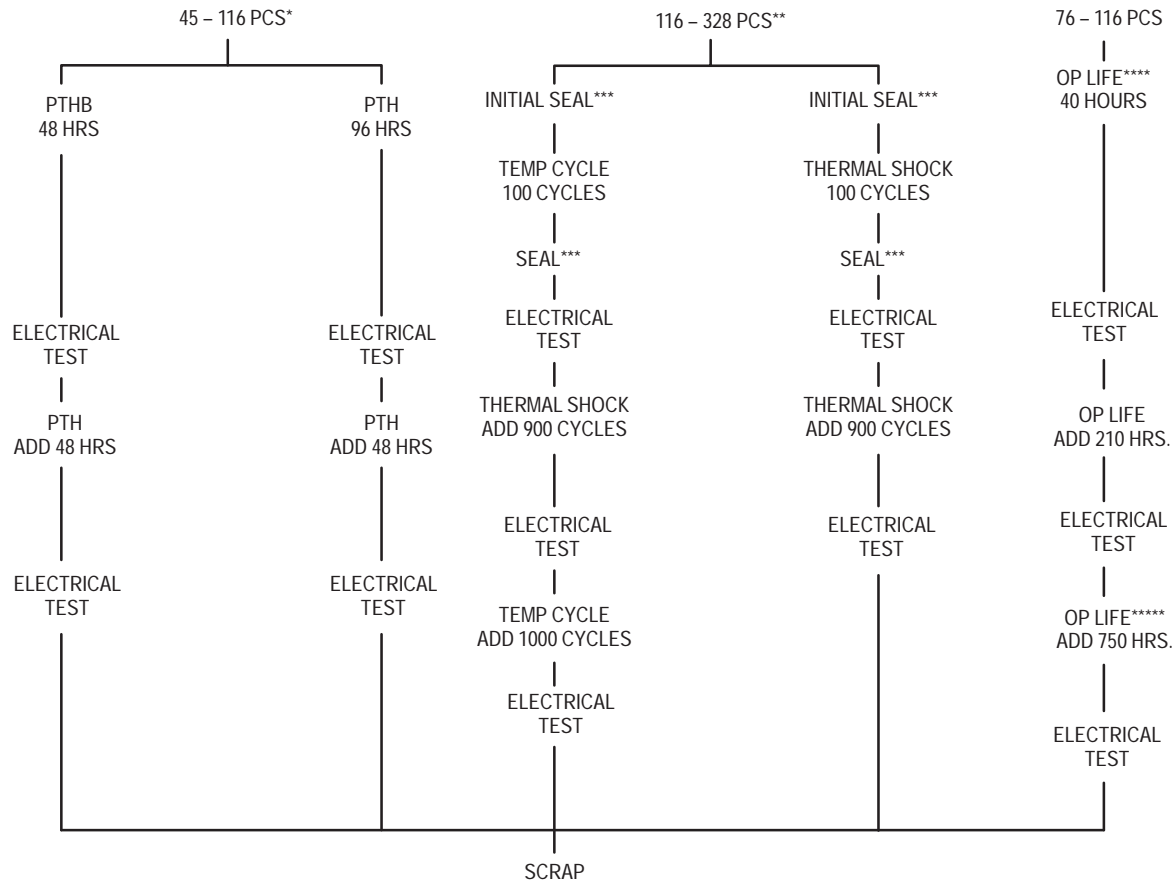 45 – 116 PCS*
PTHB
48 HRS
ELECTRICAL
TEST
PTH
ADD 48 HRS
ELECTRICAL
TEST
PTH
96 HRS
ELECTRICAL
TEST
PTH
ADD 48 HRS
ELECTRICAL
TEST
116 – 328 PCS**
INITIAL SEAL***
TEMP CYCLE
100 CYCLES
SEAL***
ELECTRICAL
TEST
THERMAL SHOCK
ADD 900 CYCLES
ELECTRICAL
TEST
TEMP CYCLE
ADD 1000 CYCLES
ELECTRICAL
TEST
INITIAL SEAL***
THERMAL SHOCK
100 CYCLES
SEAL***
ELECTRICAL
TEST
THERMAL SHOCK
ADD 900 CYCLES
ELECTRICAL
TEST
76 – 116 PCS
OP LIFE****
40 HOURS
ELECTRICAL
TEST
OP LIFE
ADD 210 HRS.
ELECTRICAL
TEST
OP LIFE*****
ADD 750 HRS.
ELECTRICAL
TEST
SCRAP